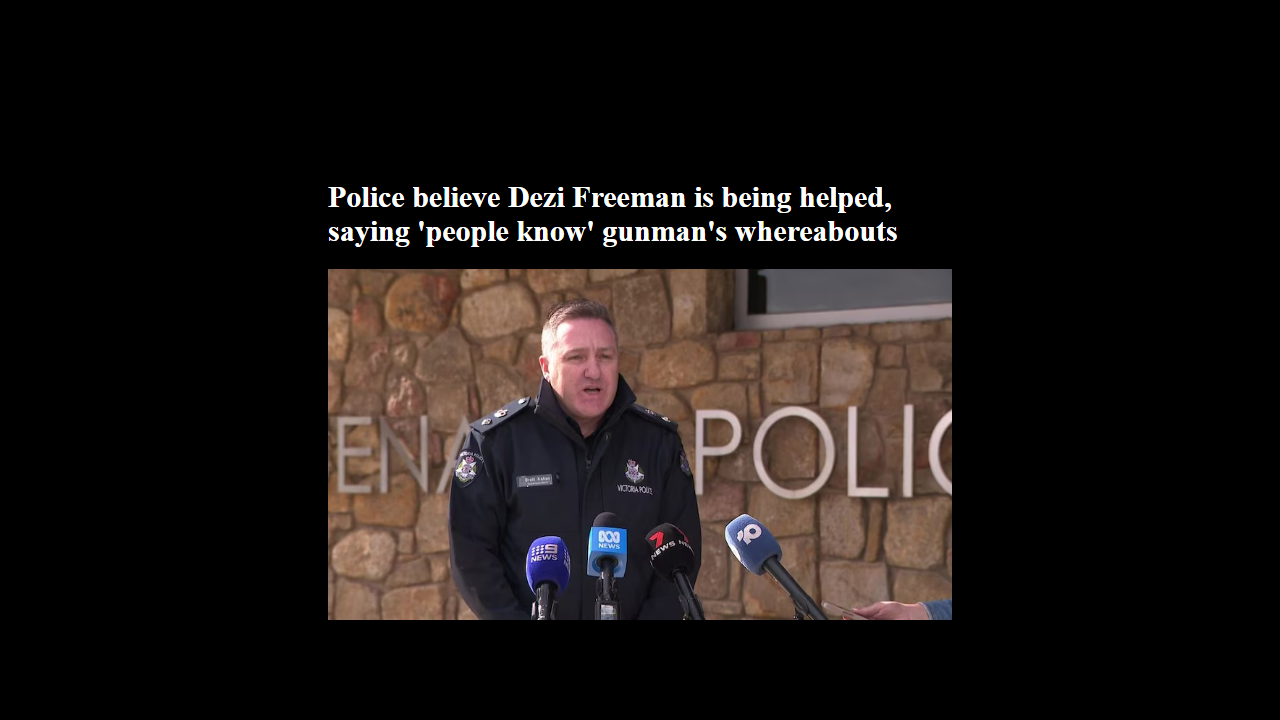 Police believe Dezi Freeman is being helped,
saying 'people know' gunman's whereabouts
ENA POLIC
VICTORIA POLICE
9 NEWS
NEWS
7 NEWS
10